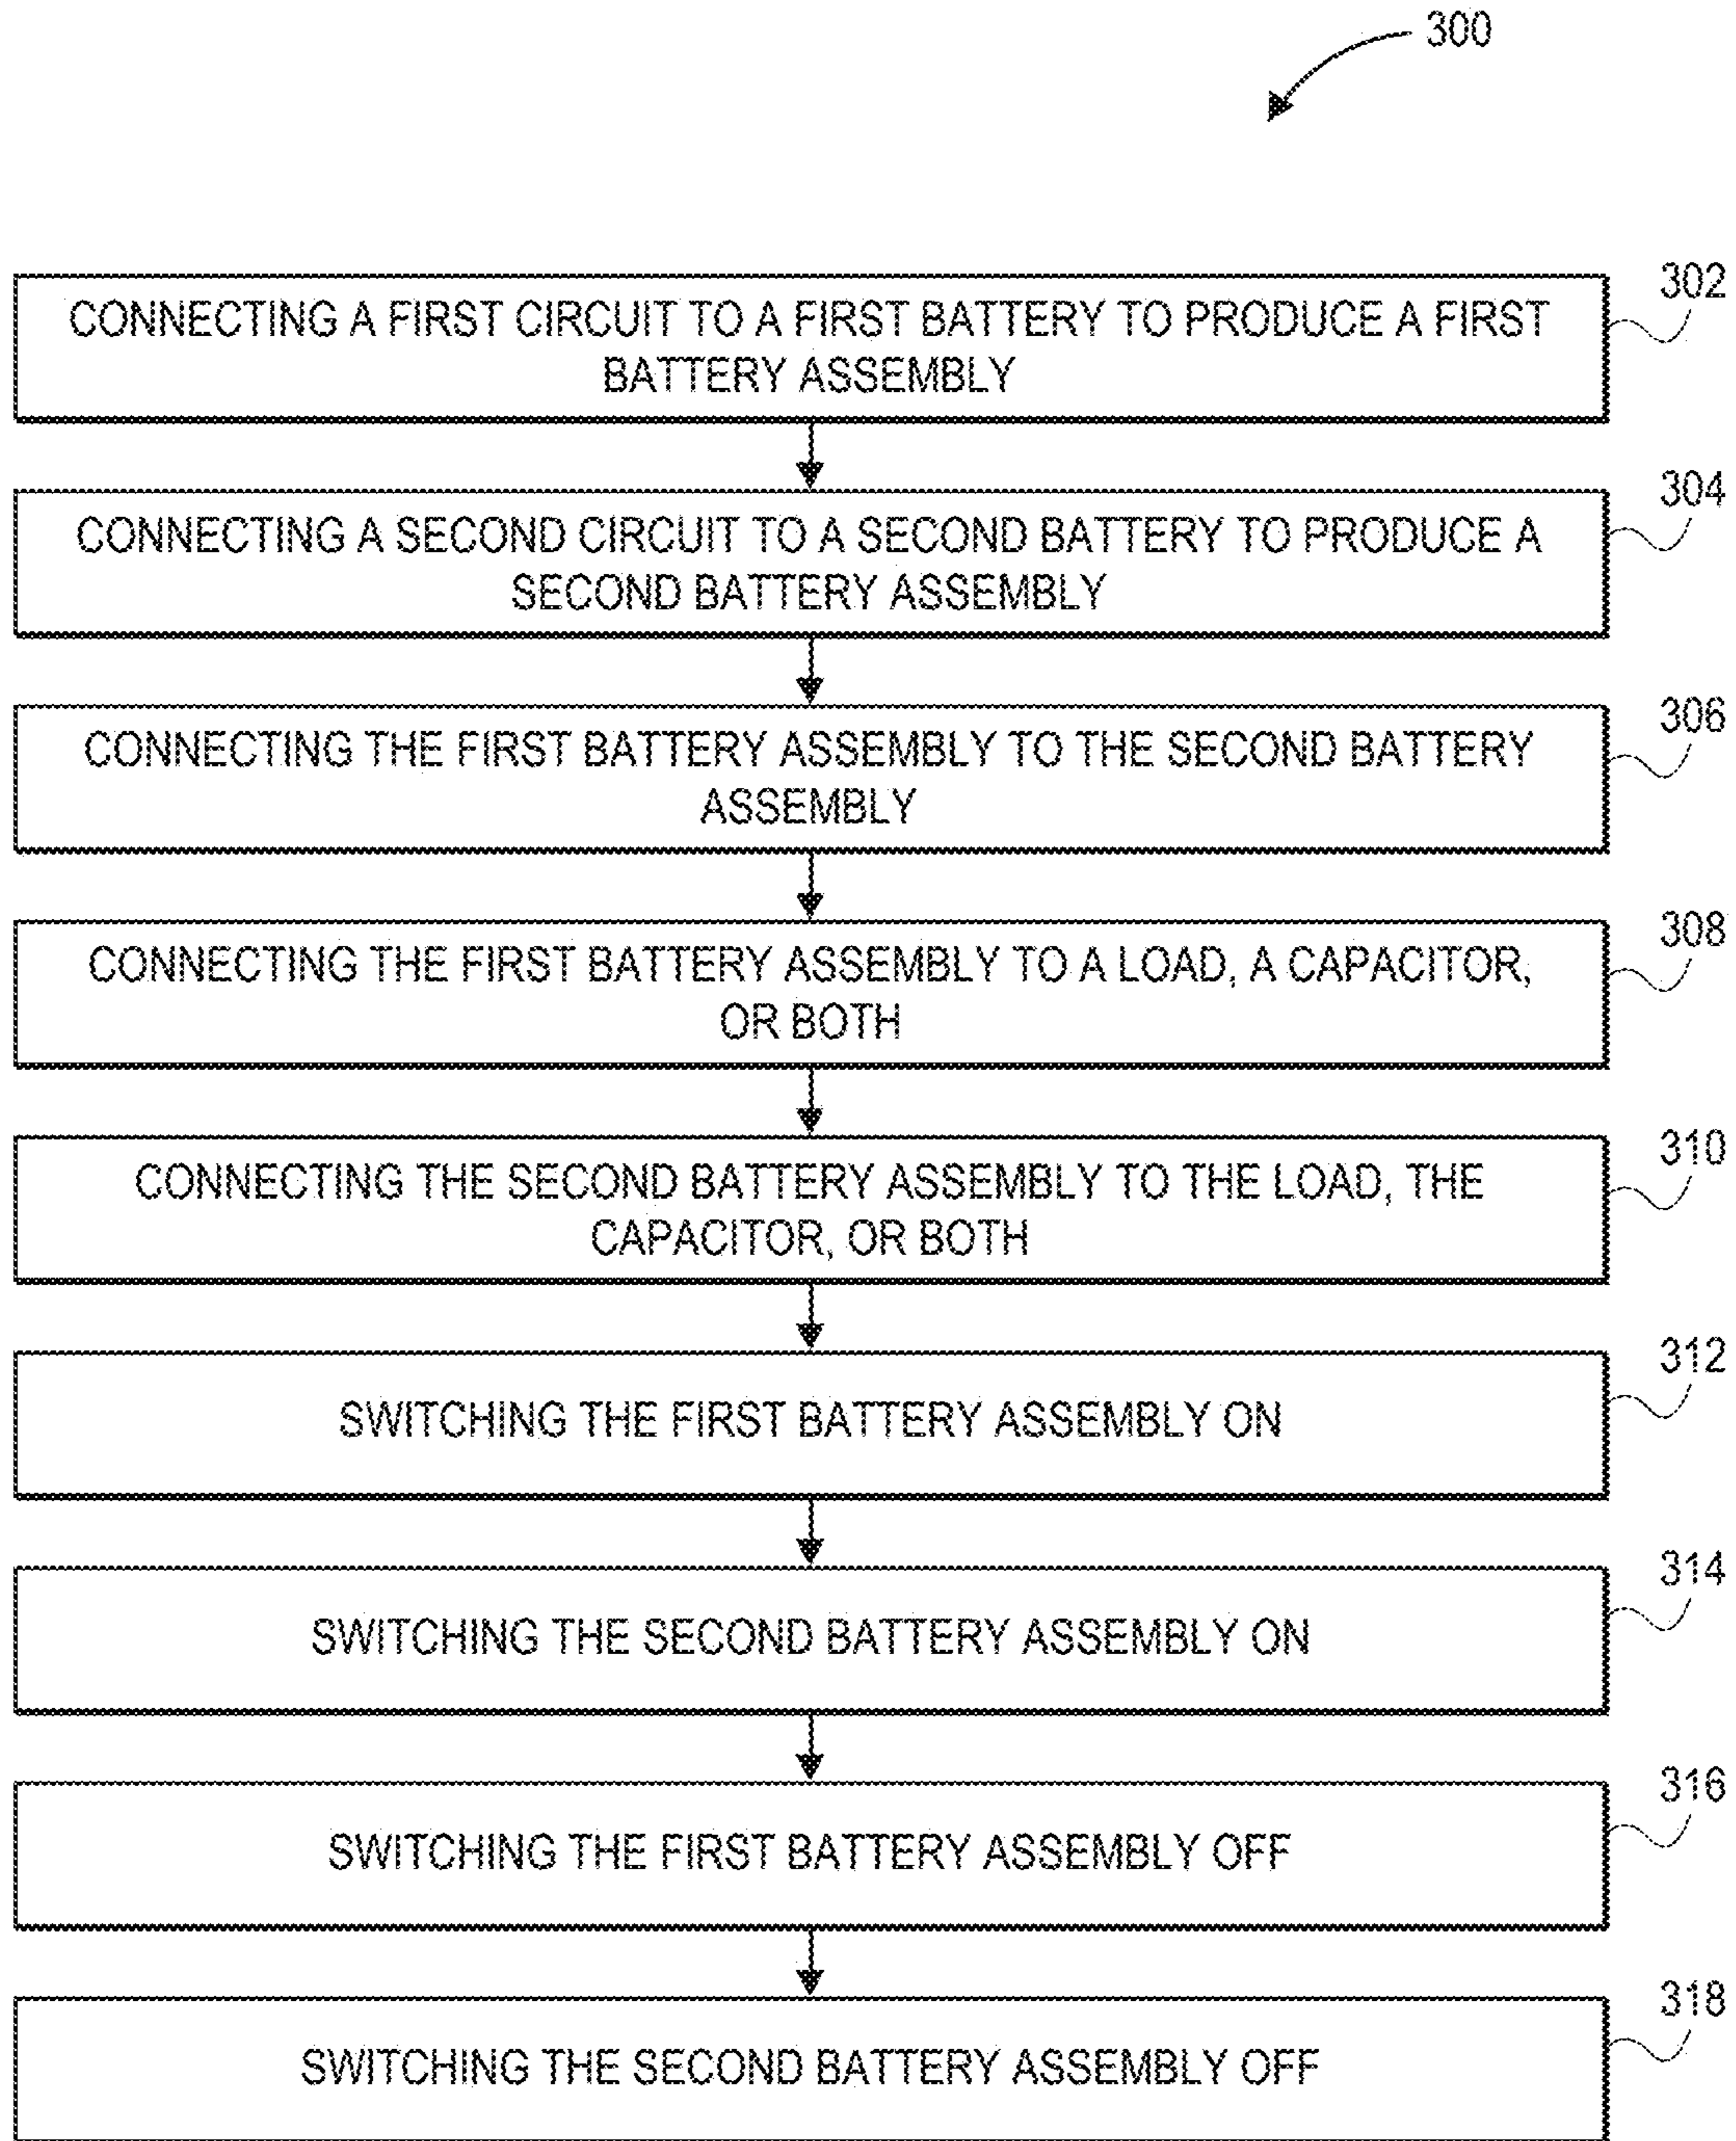 300
302
CONNECTING A FIRST CIRCUIT TO A FIRST BATTERY TO PRODUCE A FIRST
BATTERY ASSEMBLY
304
CONNECTING A SECOND CIRCUIT TO A SECOND BATTERY TO PRODUCE A
SECOND BATTERY ASSEMBLY
306
CONNECTING THE FIRST BATTERY ASSEMBLY TO THE SECOND BATTERY
ASSEMBLY
308
CONNECTING THE FIRST BATTERY ASSEMBLY TO A LOAD, A CAPACITOR,
OR BOTH
310
CONNECTING THE SECOND BATTERY ASSEMBLY TO THE LOAD, THE
CAPACITOR, OR BOTH
312
SWITCHING THE FIRST BATTERY ASSEMBLY ON
314
SWITCHING THE SECOND BATTERY ASSEMBLY ON
316
SWITCHING THE FIRST BATTERY ASSEMBLY OFF
318
SWITCHING THE SECOND BATTERY ASSEMBLY OFF